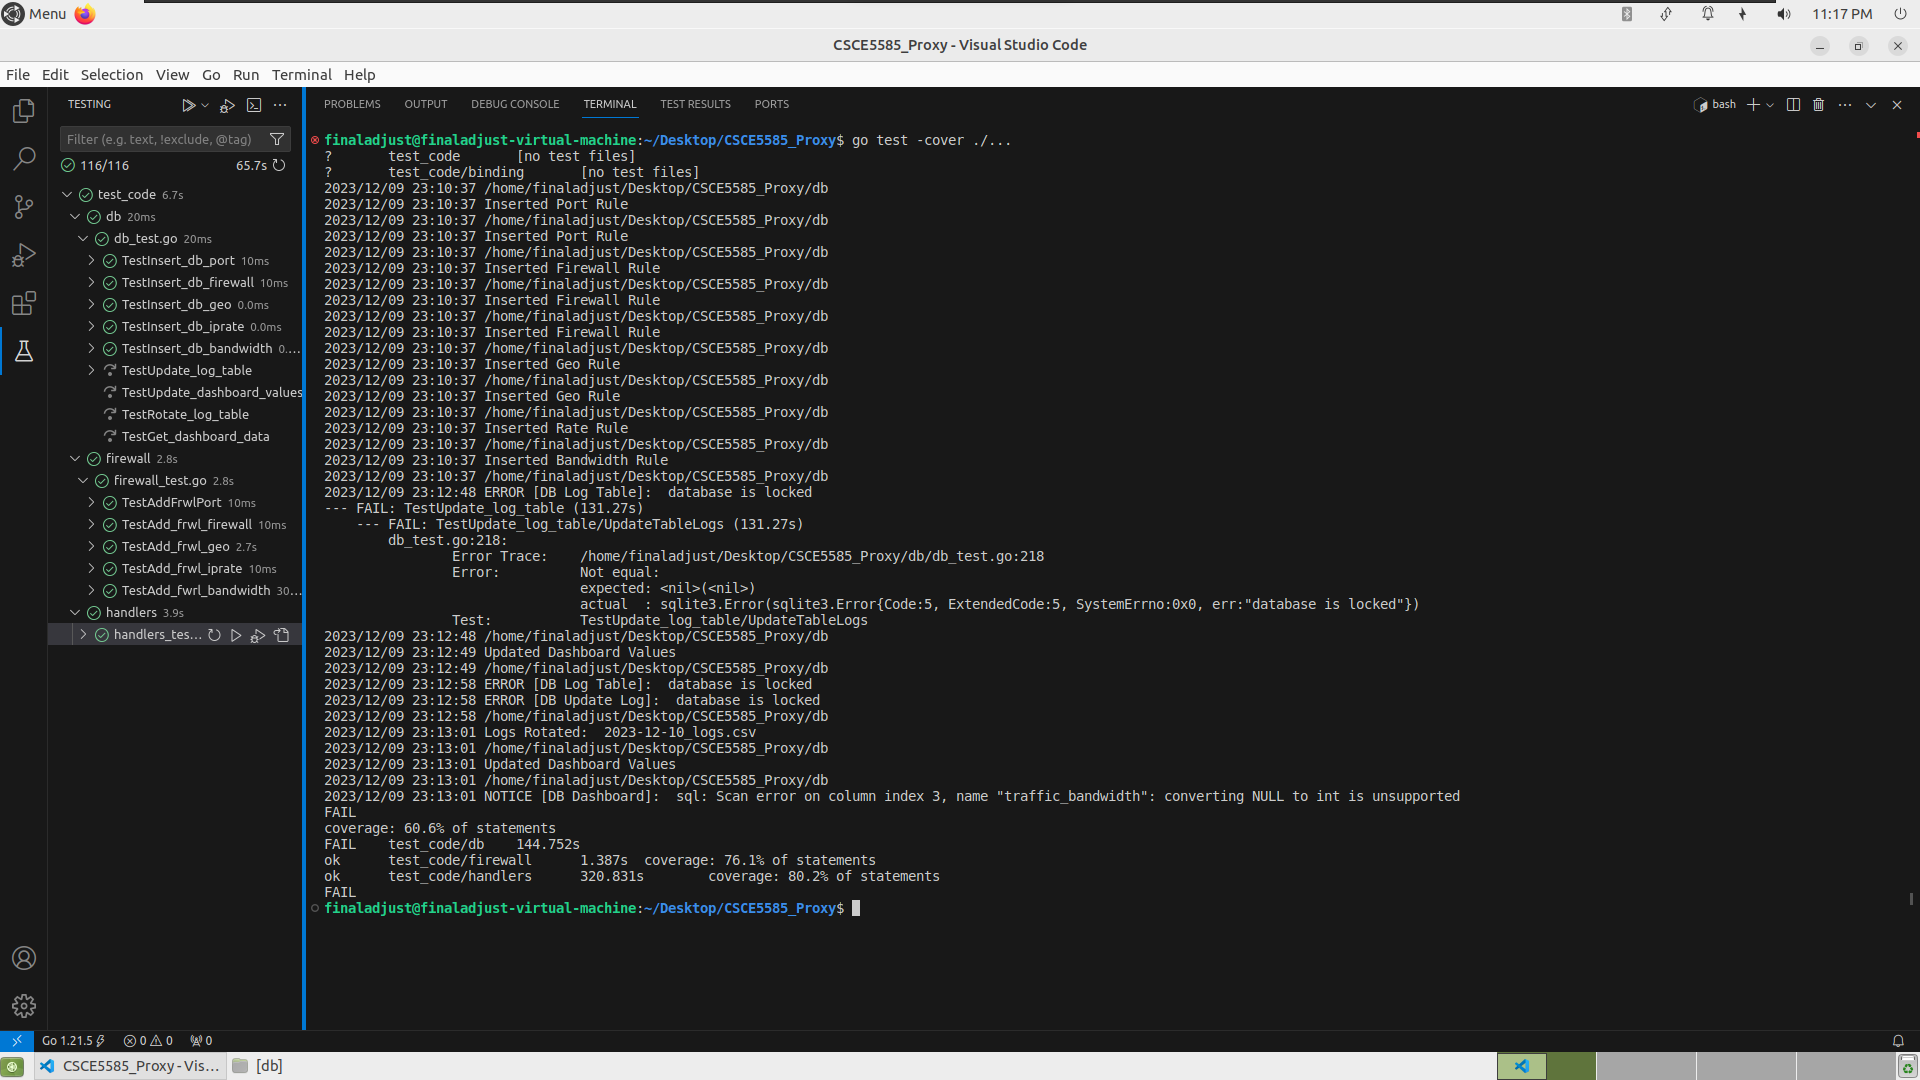 Menu
11:17 PM
CSCE5585_Proxy - Visual Studio Code
File Edit Selection View Go Run Terminal Help
TESTING
Filter (e.g. text, !exclude, @tag)
116/116 65.7s
test_code 6.7s
db 20ms
db_test.go 20ms
TestInsert_db_port 10ms
TestInsert_db_firewall 10ms
TestInsert_db_geo 0.0ms
TestInsert_db_iprate 0.0ms
TestInsert_db_bandwidth 0....
TestUpdate_log_table
TestUpdate_dashboard_values
TestRotate_log_table
TestGet_dashboard_data
firewall 2.8s
firewall_test.go 2.8s
TestAddFrwlPort 10ms
TestAdd_frwl_firewall 10ms
TestAdd_frwl_geo 2.7s
TestAdd_frwl_iprate 10ms
TestAdd_fwrl_bandwidth 30...
handlers 3.9s
handlers_tes...
PROBLEMS OUTPUT DEBUG CONSOLE TERMINAL TEST RESULTS PORTS
bash
finaladjust@finaladjust-virtual-machine:~/Desktop/CSCE5585_Proxy$ go test -cover ./...
? test_code [no test files]
? test_code/binding [no test files]
2023/12/09 23:10:37 /home/finaladjust/Desktop/CSCE5585_Proxy/db
2023/12/09 23:10:37 Inserted Port Rule
2023/12/09 23:10:37 /home/finaladjust/Desktop/CSCE5585_Proxy/db
2023/12/09 23:10:37 Inserted Port Rule
2023/12/09 23:10:37 /home/finaladjust/Desktop/CSCE5585_Proxy/db
2023/12/09 23:10:37 Inserted Firewall Rule
2023/12/09 23:10:37 /home/finaladjust/Desktop/CSCE5585_Proxy/db
2023/12/09 23:10:37 Inserted Firewall Rule
2023/12/09 23:10:37 /home/finaladjust/Desktop/CSCE5585_Proxy/db
2023/12/09 23:10:37 Inserted Firewall Rule
2023/12/09 23:10:37 /home/finaladjust/Desktop/CSCE5585_Proxy/db
2023/12/09 23:10:37 Inserted Geo Rule
2023/12/09 23:10:37 /home/finaladjust/Desktop/CSCE5585_Proxy/db
2023/12/09 23:10:37 Inserted Geo Rule
2023/12/09 23:10:37 /home/finaladjust/Desktop/CSCE5585_Proxy/db
2023/12/09 23:10:37 Inserted Rate Rule
2023/12/09 23:10:37 /home/finaladjust/Desktop/CSCE5585_Proxy/db
2023/12/09 23:10:37 Inserted Bandwidth Rule
2023/12/09 23:10:37 /home/finaladjust/Desktop/CSCE5585_Proxy/db
2023/12/09 23:12:48 ERROR [DB Log Table]: database is locked
--- FAIL: TestUpdate_log_table (131.27s)
--- FAIL: TestUpdate_log_table/UpdateTableLogs (131.27s)
db_test.go:218:
Error Trace: /home/finaladjust/Desktop/CSCE5585_Proxy/db/db_test.go:218
Error: Not equal:
expected: <nil>(<nil>)
actual : sqlite3.Error(sqlite3.Error{Code:5, ExtendedCode:5, SystemErrno:0x0, err:"database is locked"})
Test: TestUpdate_log_table/UpdateTableLogs
2023/12/09 23:12:48 /home/finaladjust/Desktop/CSCE5585_Proxy/db
2023/12/09 23:12:49 Updated Dashboard Values
2023/12/09 23:12:49 /home/finaladjust/Desktop/CSCE5585_Proxy/db
2023/12/09 23:12:58 ERROR [DB Log Table]: database is locked
2023/12/09 23:12:58 ERROR [DB Update Log]: database is locked
2023/12/09 23:12:58 /home/finaladjust/Desktop/CSCE5585_Proxy/db
2023/12/09 23:13:01 Logs Rotated: 2023-12-10_logs.csv
2023/12/09 23:13:01 /home/finaladjust/Desktop/CSCE5585_Proxy/db
2023/12/09 23:13:01 Updated Dashboard Values
2023/12/09 23:13:01 /home/finaladjust/Desktop/CSCE5585_Proxy/db
2023/12/09 23:13:01 NOTICE [DB Dashboard]: sql: Scan error on column index 3, name "traffic_bandwidth": converting NULL to int is unsupported
FAIL
coverage: 60.6% of statements
FAIL test_code/db 144.752s
ok test_code/firewall 1.387s coverage: 76.1% of statements
ok test_code/handlers 320.831s coverage: 80.2% of statements
FAIL
finaladjust@finaladjust-virtual-machine:~/Desktop/CSCE5585_Proxy$
Go 1.21.5 0 0 0
CSCE5585_Proxy - Vis... [db]